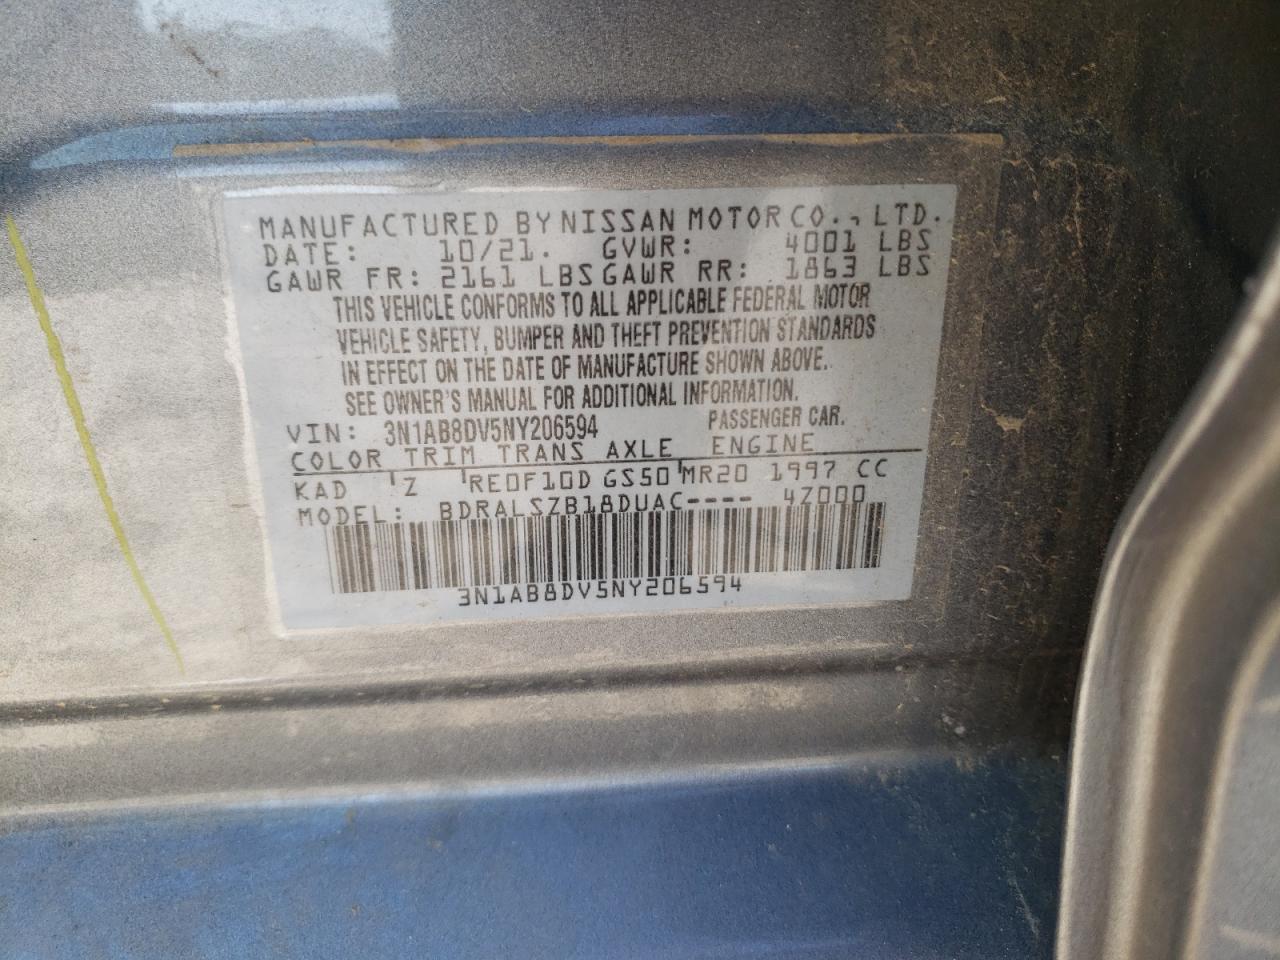 MANUFACTURED BY NISSAN MOTOR CO., LTD.
DATE: 10/21. GVWR: 4001 LBS
GAWR FR: 2161 LBS GAWR RR: 1863 LBS
THIS VEHICLE CONFORMS TO ALL APPLICABLE FEDERAL MOTOR
VEHICLE SAFETY, BUMPER AND THEFT PREVENTION STANDARDS
IN EFFECT ON THE DATE OF MANUFACTURE SHOWN ABOVE.
SEE OWNER'S MANUAL FOR ADDITIONAL INFORMATION.
VIN: 3N1AB8DV5NY206594 PASSENGER CAR.
COLOR TRIM TRANS AXLE ENGINE
KAD Z RE0F10D GS50 MR20 1997 CC
MODEL: BDRALSZB18DUAC---- 4Z000
3N1AB8DV5NY206594